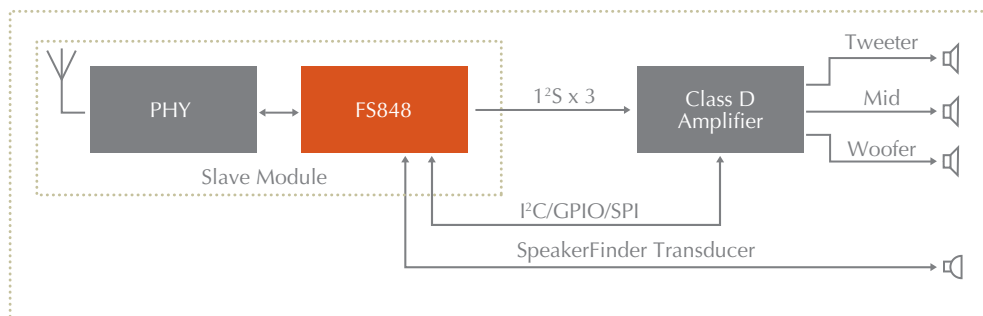 Tweeter
PHY
FS848
1²S x 3
Class D
Amplifier
Mid
Woofer
Slave Module
I²C/GPIO/SPI
SpeakerFinder Transducer